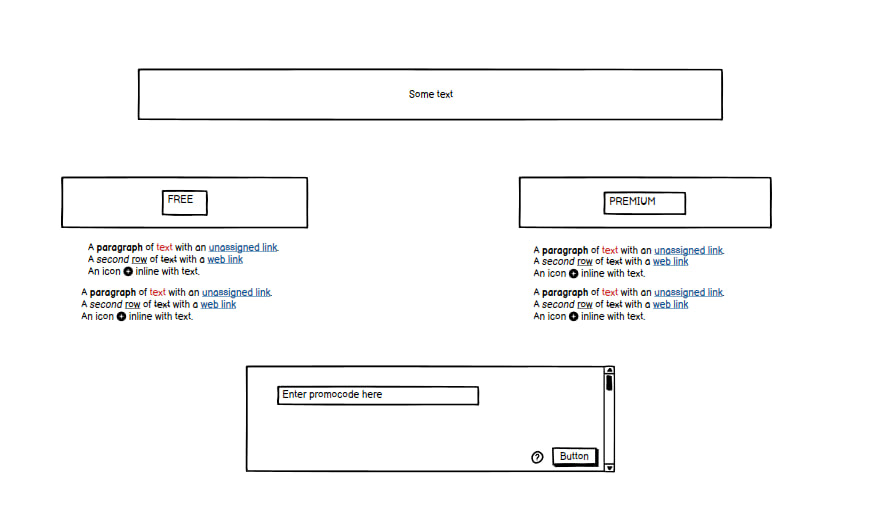 Some text
FREE
PREMIUM
A paragraph of text with an unassigned link.
A second row of text with a web link
An icon inline with text.
A paragraph of text with an unassigned link.
A second row of text with a web link
An icon inline with text.
A paragraph of text with an unassigned link.
A second row of text with a web link
An icon inline with text.
A paragraph of text with an unassigned link.
A second row of text with a web link
An icon inline with text.
Enter promocode here
? Button